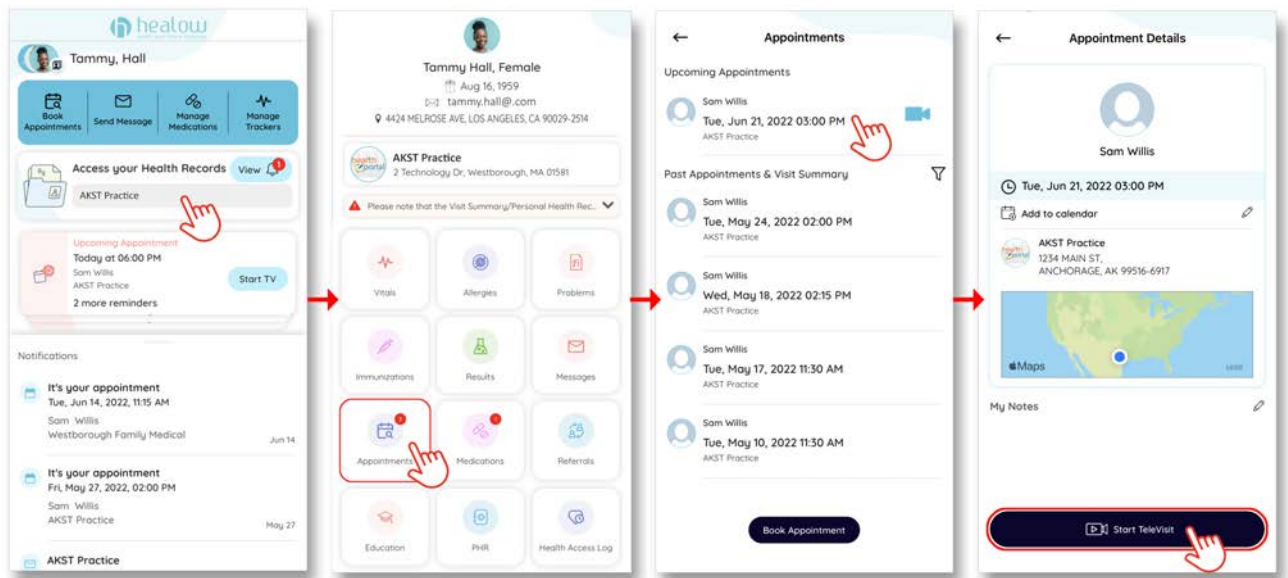 healow
Tammy, Hall
Book Appointments
Send Message
Manage Medications
Manage Trackers
Access your Health Records
View
1
AKST Practice
Upcoming Appointment
Today at 06:00 PM
Sam Willis
AKST Practice
Start TV
2 more reminders
Notifications
It's your appointment
Tue, Jun 14, 2022, 11:15 AM
Sam Willis
Westborough Family Medical
Jun 14
It's your appointment
Fri, May 27, 2022, 02:00 PM
Sam Willis
AKST Practice
May 27
AKST Practice
Tammy Hall, Female
Aug 16, 1959
tammy.hall@.com
4424 MELROSE AVE, LOS ANGELES, CA 90029-2514
health portal
AKST Practice
2 Technology Dr, Westborough, MA 01581
Please note that the Visit Summary/Personal Health Rec..
Vitals
Allergies
Problems
Immunizations
Results
Messages
Appointments
Medications
Referrals
Education
PHR
Health Access Log
Appointments
Upcoming Appointments
Sam Willis
Tue, Jun 21, 2022 03:00 PM
AKST Practice
Past Appointments & Visit Summary
Sam Willis
Tue, May 24, 2022 02:00 PM
AKST Practice
Sam Willis
Wed, May 18, 2022 02:15 PM
AKST Practice
Sam Willis
Tue, May 17, 2022 11:30 AM
AKST Practice
Sam Willis
Tue, May 10, 2022 11:30 AM
AKST Practice
Book Appointment
Appointment Details
Sam Willis
Tue, Jun 21, 2022 03:00 PM
Add to calendar
health portal
AKST Practice
1234 MAIN ST,
ANCHORAGE, AK 99516-6917
Maps
Legal
My Notes
Start TeleVisit